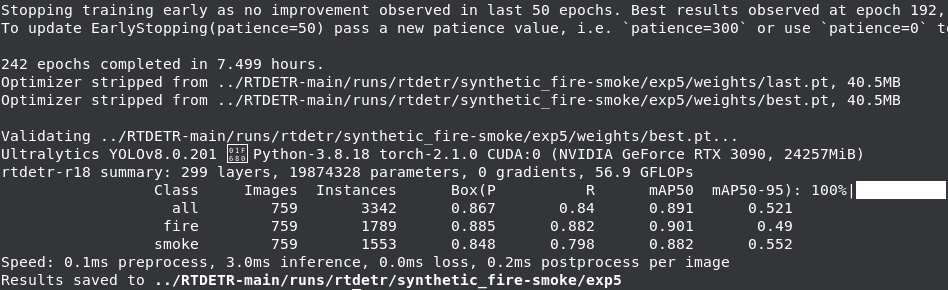 Stopping training early as no improvement observed in last 50 epochs. Best results observed at epoch 192,
To update EarlyStopping(patience=50) pass a new patience value, i.e. `patience=300` or use `patience=0` t
242 epochs completed in 7.499 hours.
Optimizer stripped from ../RTDETR-main/runs/rtdetr/synthetic_fire-smoke/exp5/weights/last.pt, 40.5MB
Optimizer stripped from ../RTDETR-main/runs/rtdetr/synthetic_fire-smoke/exp5/weights/best.pt, 40.5MB
Validating ../RTDETR-main/runs/rtdetr/synthetic_fire-smoke/exp5/weights/best.pt...
Ultralytics YOLOv8.0.201 🚀 Python-3.8.18 torch-2.1.0 CUDA:0 (NVIDIA GeForce RTX 3090, 24257MiB)
rtdetr-r18 summary: 299 layers, 19874328 parameters, 0 gradients, 56.9 GFLOPs
Class Images Instances Box(P R mAP50 mAP50-95): 100%|
all 759 3342 0.867 0.84 0.891 0.521
fire 759 1789 0.885 0.882 0.901 0.49
smoke 759 1553 0.848 0.798 0.882 0.552
Speed: 0.1ms preprocess, 3.0ms inference, 0.0ms loss, 0.2ms postprocess per image
Results saved to ../RTDETR-main/runs/rtdetr/synthetic_fire-smoke/exp5